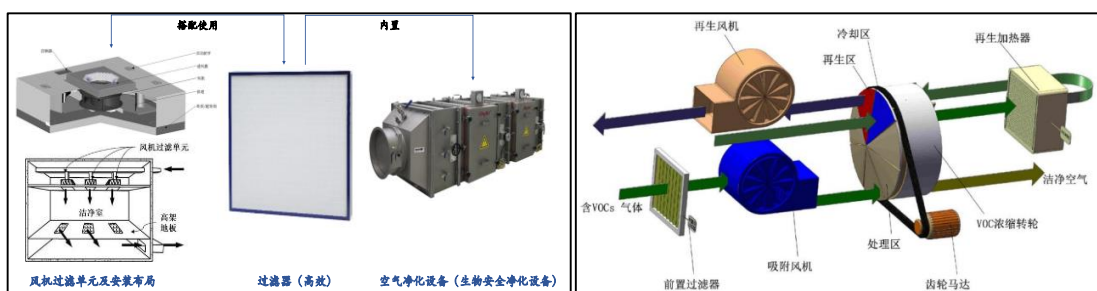 搭配使用
内置
风机过滤单元
洁净室
高架
地板
风机过滤单元及安装布局
过滤器（高效）
空气净化设备（生物安全净化设备）
再生风机
冷却区
再生区
再生加热器
含VOCs 气体
前置过滤器
吸附风机
处理区
齿轮马达
VOC浓缩转轮
洁净空气